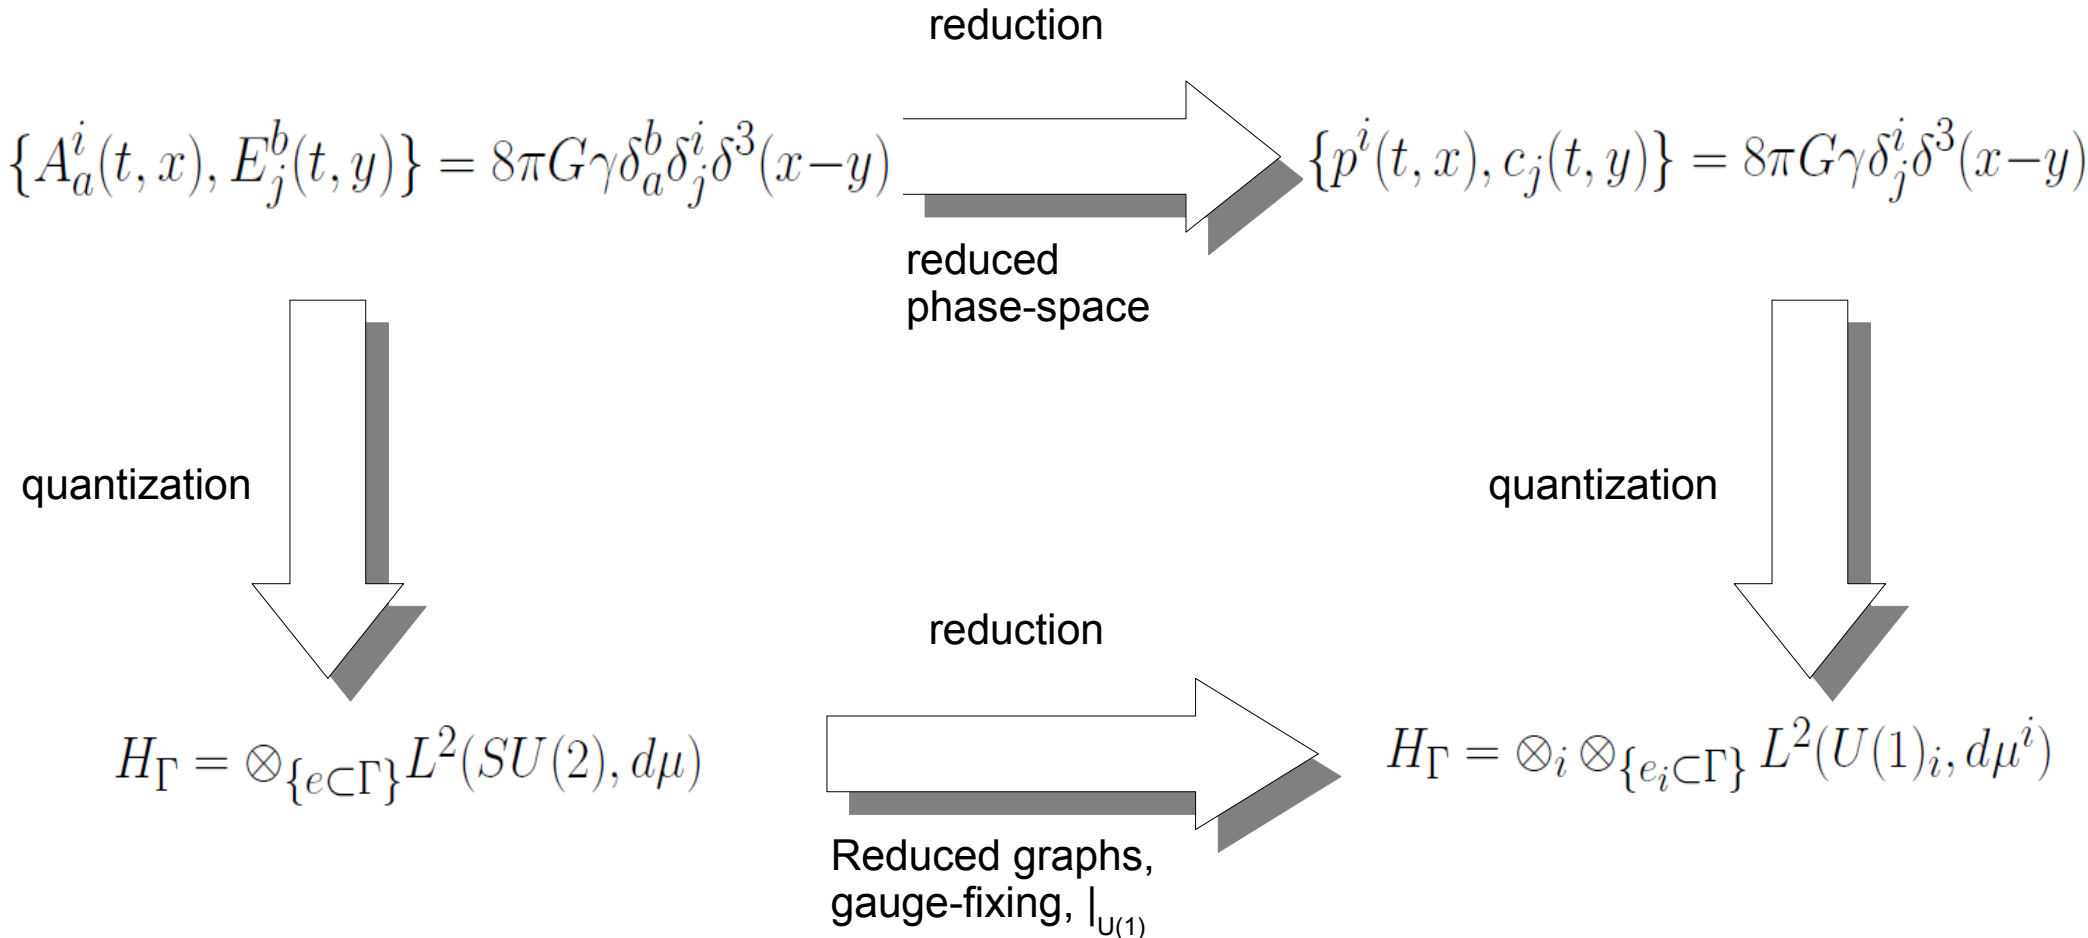 reduction
{A_a^i(t, x), E_j^b(t, y)} = 8πGγδ_a^b δ_j^i δ^3(x−y)
{p^i(t, x), c_j(t, y)} = 8πGγδ_j^i δ^3(x−y)
reduced
phase-space
quantization
quantization
reduction
H_Γ = ⊗_{e⊂Γ} L^2(SU(2), dμ)
H_Γ = ⊗_i ⊗_{e_i⊂Γ} L^2(U(1)_i, dμ^i)
Reduced graphs,
gauge-fixing, |_U(1)